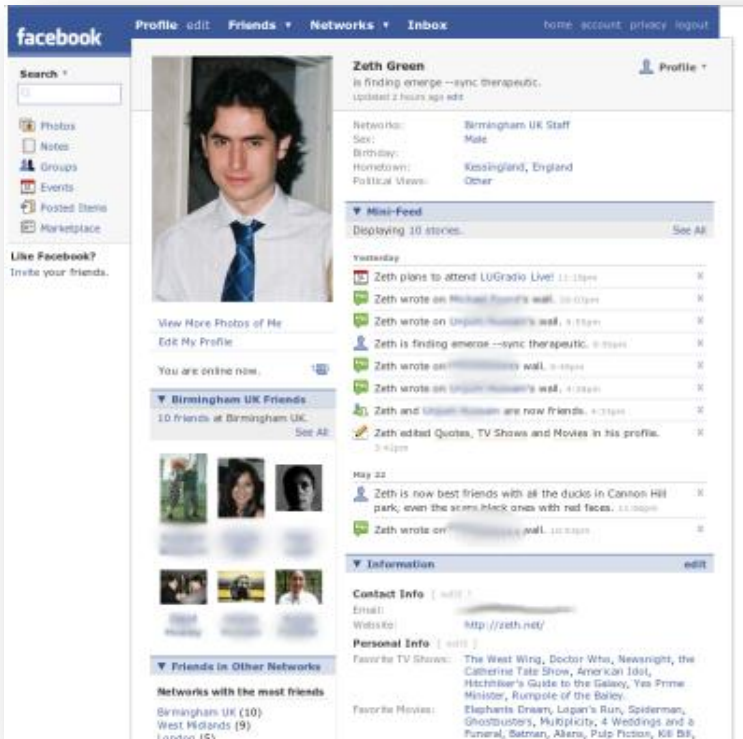 facebook
Profile edit Friends ▼ Networks ▼ Inbox
home account privacy logout
Search
Photos
Notes
Groups
Events
Posted Items
Marketplace
Like Facebook?
Invite your friends.
Zeth Green
is finding emerge --sync therapeutic.
Updated 2 hours ago edit
Profile
Networks: Birmingham UK Staff
Sex: Male
Birthday:
Hometown: Kessingland, England
Political Views: Other
Mini-Feed
Displaying 10 stories. See All
Yesterday
Zeth plans to attend LUGradio Live!
Zeth wrote on wall.
Zeth wrote on wall.
Zeth is finding emerge --sync therapeutic.
Zeth wrote on wall.
Zeth wrote on wall.
Zeth and are now friends.
Zeth edited Quotes, TV Shows and Movies in his profile.
May 22
Zeth is now best friends with all the ducks in Cannon Hill
park, even the scary black ones with red faces.
Zeth wrote on wall.
Information edit
Contact Info [ edit ]
Email:
Website: http://zeth.net/
Personal Info [ edit ]
Favorite TV Shows: The West Wing, Doctor Who, Newsnight, the
Catherine Tate Show, American Idol,
Hitchhiker's Guide to the Galaxy, Yes Prime
Minister, Rumpole of the Bailey.
Favorite Movies: Elephants Dream, Logan's Run, Spiderman,
Ghostbusters, Multiplicity, 4 Weddings and a
Funeral, Batman, Aliens, Pulp Fiction, Kill Bill,
View More Photos of Me
Edit My Profile
You are online now.
Birmingham UK Friends
10 friends at Birmingham UK.
See All
Friends in Other Networks
Networks with the most friends
Birmingham UK (10)
West Midlands (9)
London (5)